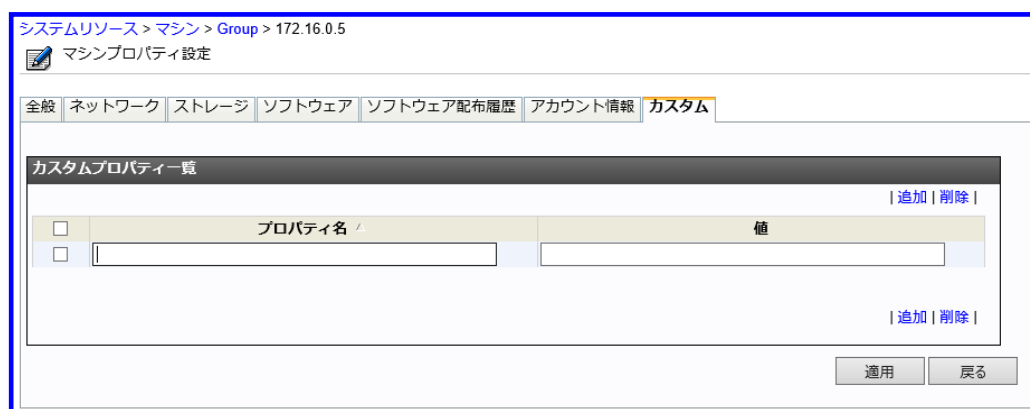 システムリソース > マシン > Group > 172.16.0.5
マシンプロパティ設定
全般 ネットワーク ストレージ ソフトウェア ソフトウェア配布履歴 アカウント情報 カスタム
カスタムプロパティ一覧
| 追加 | 削除 |
プロパティ名 値
| 追加 | 削除 |
適用 戻る